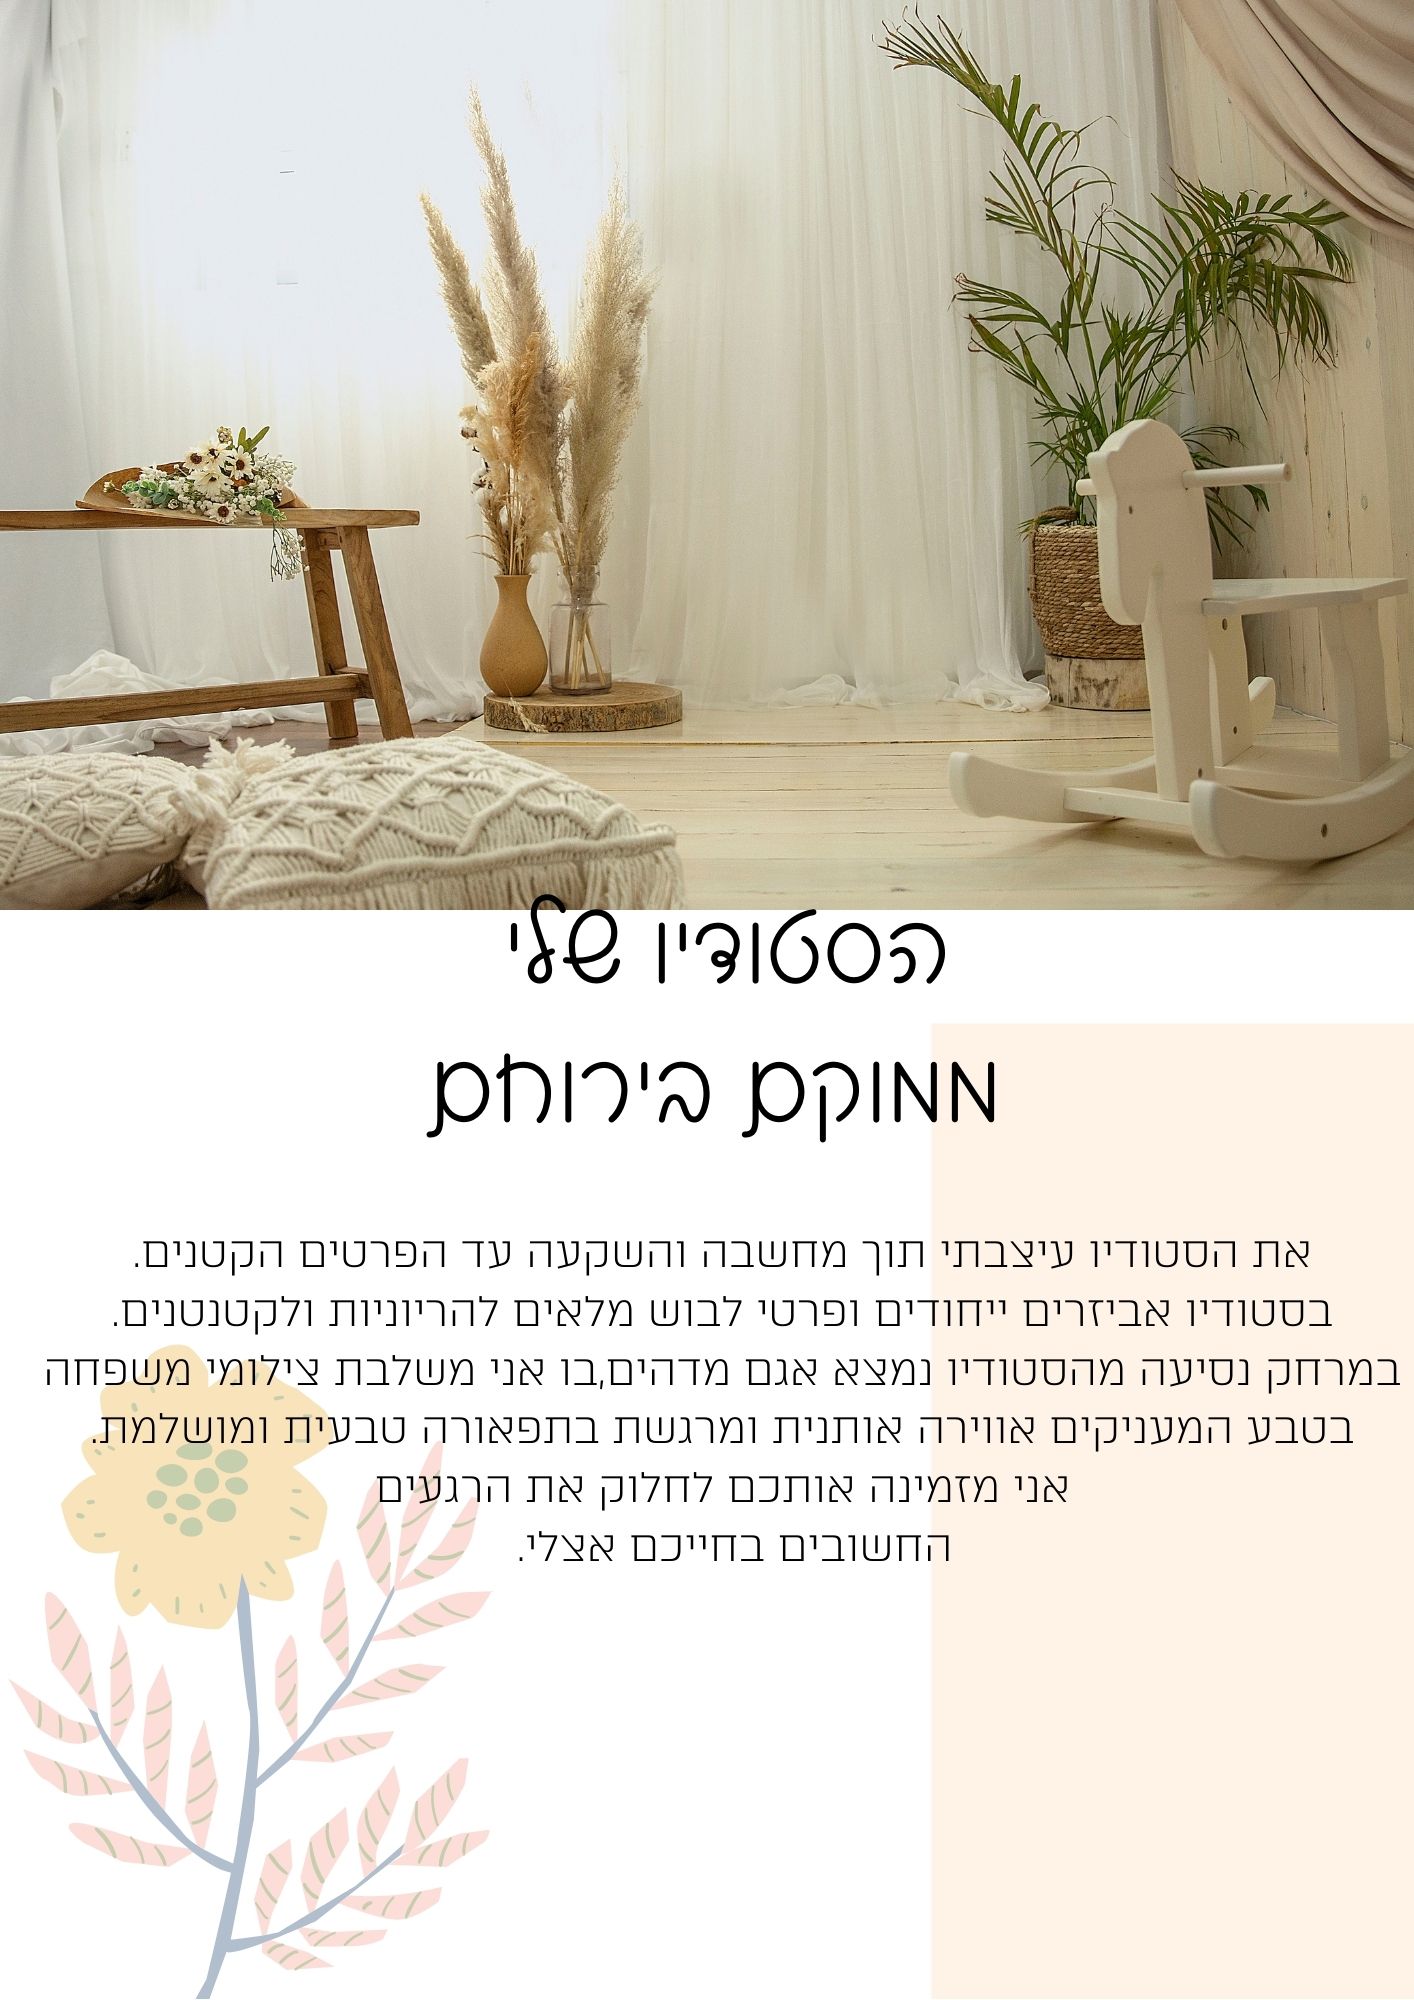 הסטודיו שלי
ממוקם בירוחם
את הסטודיו עיצבתי תוך מחשבה והשקעה עד הפרטים הקטנים.
בסטודיו אביזרים ייחודים ופרטי לבוש מלאים להריוניות ולקטנטנים.
במרחק נסיעה מהסטודיו נמצא אגם מדהים,בו אני משלבת צילומי משפחה
בטבע המעניקים אווירה אותנית ומרגשת בתפאורה טבעית ומושלמת.
אני מזמינה אותכם לחלוק את הרגעים
החשובים בחייכם אצלי.